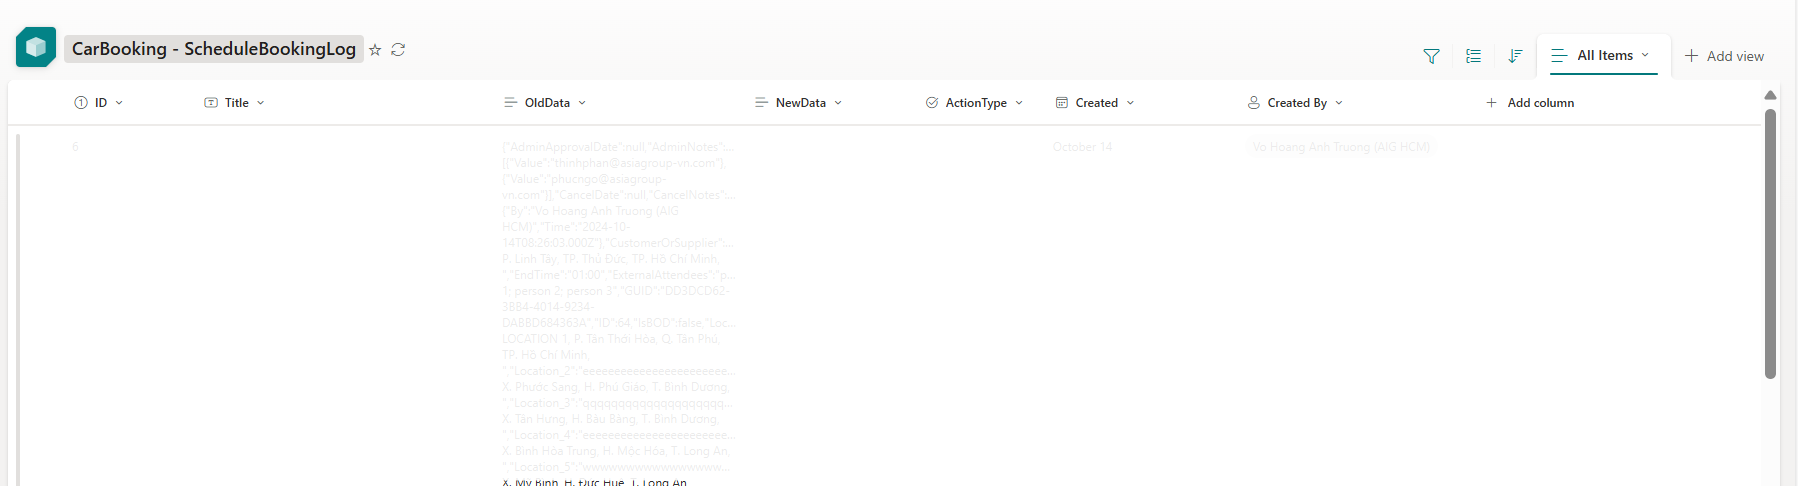 CarBooking - ScheduleBookingLog
All Items
Add view
ID
Title
OldData
NewData
ActionType
Created
Created By
Add column
6
{"AdminApprovalDate":null,"AdminNotes":...
[{"Value":"thinhphan@asiagroup-vn.com"},
{"Value":"phucngo@asiagroup-
vn.com"}],"CancelDate":null,"CancelNotes":...
{"By":"Vo Hoang Anh Truong (AIG
HCM)","Time":"2024-10-
14T08:26:03.000Z"},"CustomerOrSupplier":...
P. Linh Tây, TP. Thủ Đức, TP. Hồ Chí Minh,
","EndTime":"01:00","ExternalAttendees":"p...
1; person 2; person 3","GUID":"DD3DCD62-
3BB4-4014-9234-
DABBD684363A","ID":64,"IsBOD":false,"Loc...
LOCATION 1, P. Tân Thới Hòa, Q. Tân Phú,
TP. Hồ Chí Minh,
","Location_2":"eeeeeeeeeeeeeeeeeeeeeee...
X. Phước Sang, H. Phú Giáo, T. Bình Dương,
","Location_3":"qqqqqqqqqqqqqqqqqqqq...
X. Tân Hưng, H. Bàu Bàng, T. Bình Dương,
","Location_4":"eeeeeeeeeeeeeeeeeeeeeee...
X. Bình Hòa Trung, H. Mộc Hóa, T. Long An,
","Location_5":"wwwwwwwwwwwwwwww...
X. Mỹ Bình, H. Đức Huệ, T. Long An
October 14
Vo Hoang Anh Truong (AIG HCM)